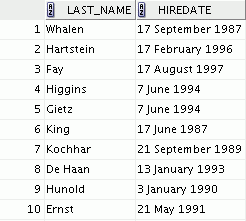 LAST_NAME HIREDATE
1 Whalen 17 September 1987
2 Hartstein 17 February 1996
3 Fay 17 August 1997
4 Higgins 7 June 1994
5 Gietz 7 June 1994
6 King 17 June 1987
7 Kochhar 21 September 1989
8 De Haan 13 January 1993
9 Hunold 3 January 1990
10 Ernst 21 May 1991